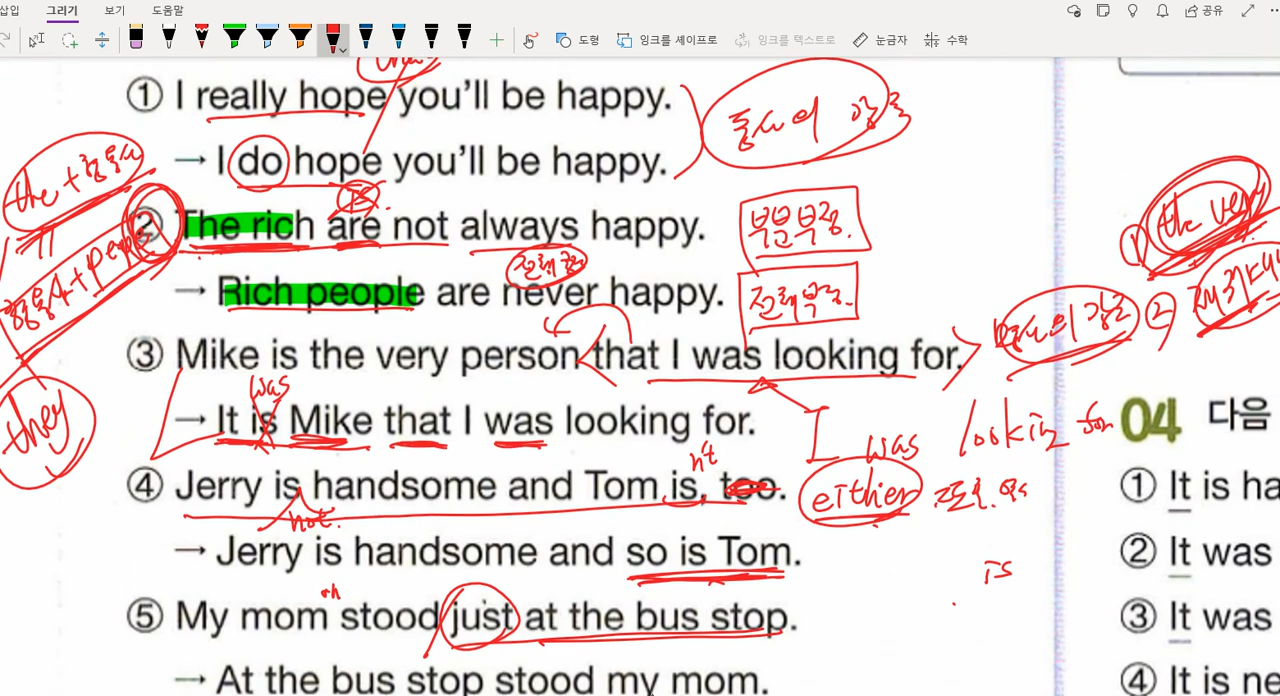 삽입 그리기 보기 도움말
공유
도형 잉크를 셰이프로 잉크를 텍스트로 눈금자 수학
① I really hope you'll be happy.
동사의 강조
→ I do hope you'll be happy.
the + 형용사
② The rich are not always happy.
부분부정.
형용사 + people
→ Rich people are never happy.
전체부정.
③ Mike is the very person that I was looking for.
명사의 강조
① the very
②
they
was
→ It is Mike that I was looking for.
I was looking for
n't
④ Jerry is handsome and Tom is, too.
not.
either
→ Jerry is handsome and so is Tom.
is
⑤ My mom stood just at the bus stop.
→ At the bus stop stood my mom.
04 다음
① It is ha
② It was
③ It was
④ It is ne